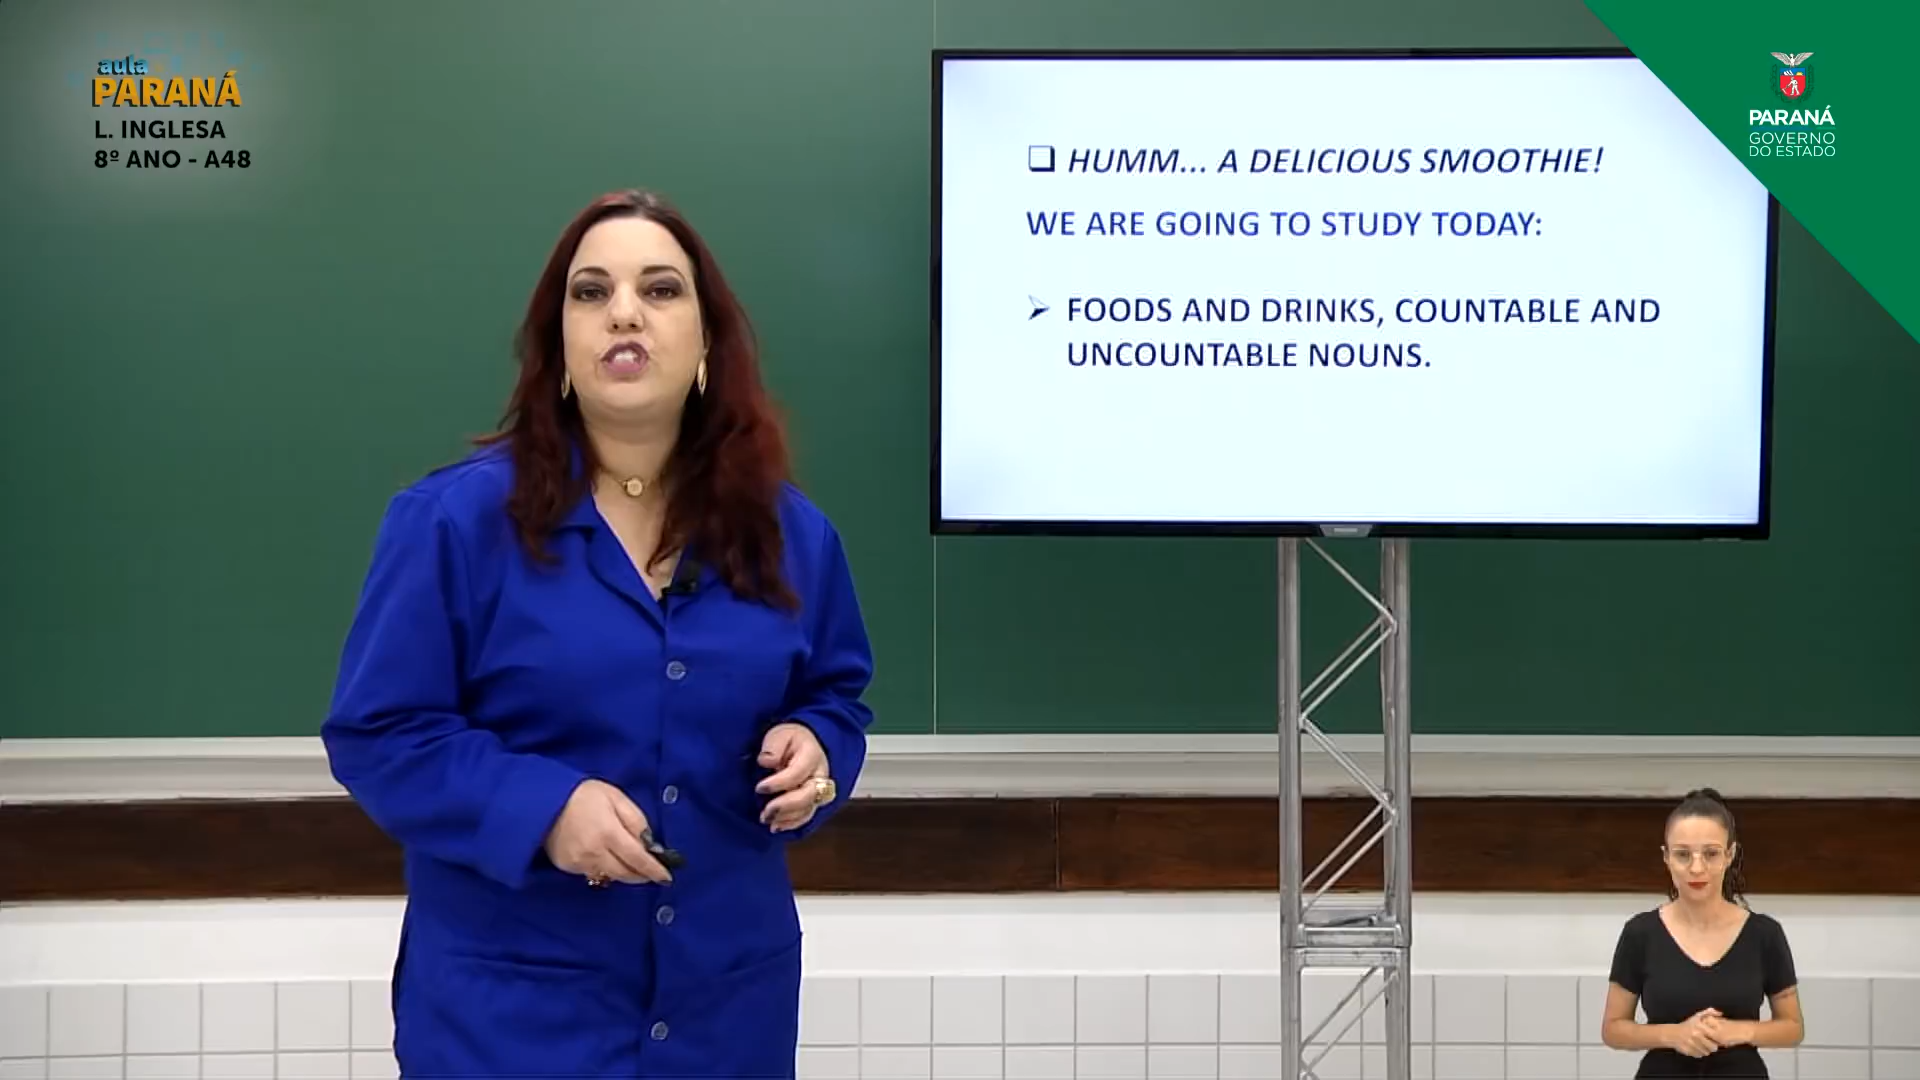 aula
PARANÁ
L. INGLESA
8º ANO - A48
HUMM... A DELICIOUS SMOOTHIE!
WE ARE GOING TO STUDY TODAY:
FOODS AND DRINKS, COUNTABLE AND
UNCOUNTABLE NOUNS.
PARANÁ
GOVERNO
DO ESTADO